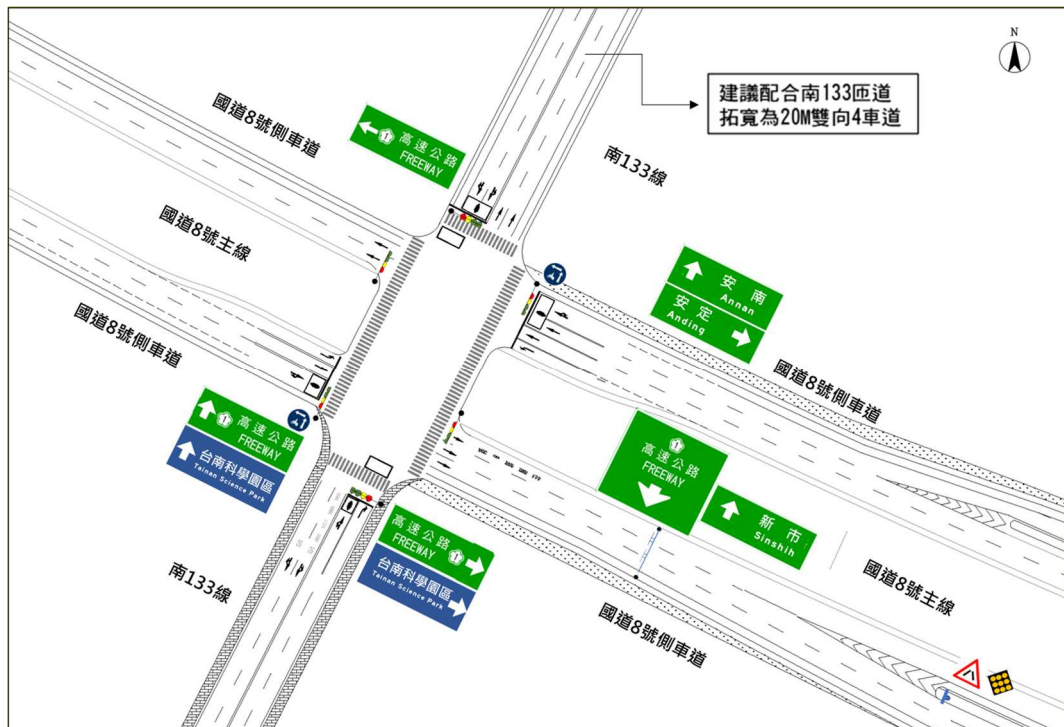 N
建議配合南133匝道
拓寬為20M雙向4車道
國道8號側車道
1
高速公路
FREEWAY
南133線
國道8號主線
安南
Annan
安定
Anding
國道8號側車道
國道8號側車道
1
高速公路
FREEWAY
台南科學園區
Tainan Science Park
1
高速公路
FREEWAY
新市
Sinshih
高速公路
FREEWAY
1
台南科學園區
Tainan Science Park
南133線
國道8號主線
國道8號側車道